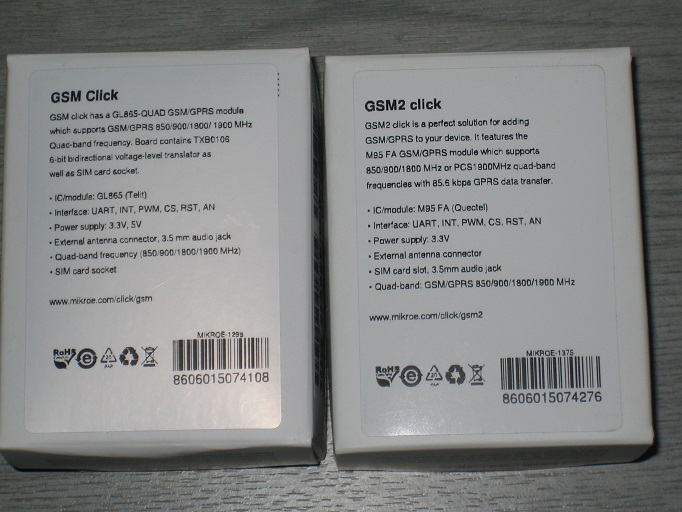 GSM Click
GSM click has a GL865-QUAD GSM/GPRS module
which supports GSM/GPRS 850/900/1800/ 1900 MHz
Quad-band frequency. Board contains TXB0106
6-bit bidirectional voltage-level translator as
well as SIM card socket.
• IC/module: GL865 (Telit)
• Interface: UART, INT, PWM, CS, RST, AN
• Power supply: 3.3V, 5V
• External antenna connector, 3.5 mm audio jack
• Quad-band frequency (850/900/1800/1900 MHz)
• SIM card socket
www.mikroe.com/click/gsm
MIKROE-1298
RoHS
8606015074108
GSM2 click
GSM2 click is a perfect solution for adding
GSM/GPRS to your device. It features the
M95 FA GSM/GPRS module which supports
850/900/1800 MHz or PCS1900MHz quad-band
frequencies with 85.6 kbps GPRS data transfer.
• IC/module: M95 FA (Quectel)
• Interface: UART, INT, PWM, CS, RST, AN
• Power supply: 3.3V
• External antenna connector
• SIM card slot, 3.5mm audio jack
• Quad-band: GSM/GPRS 850/900/1800/1900 MHz
www.mikroe.com/click/gsm2
MIKROE-1375
RoHS
8606015074276